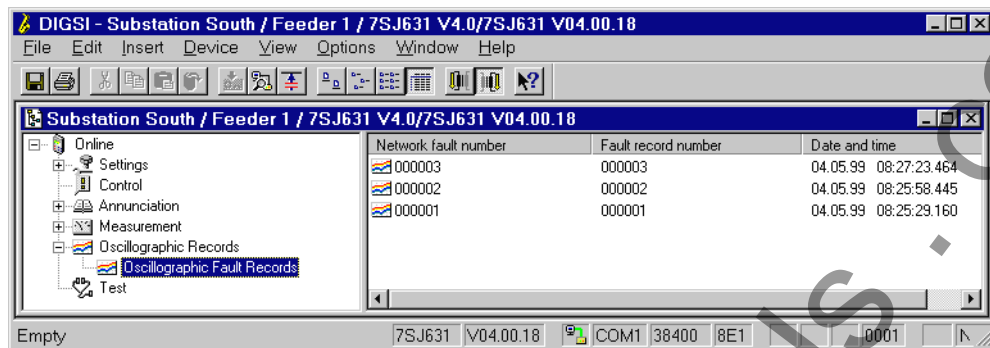 DIGSI - Substation South / Feeder 1 / 7SJ631 V4.0/7SJ631 V04.00.18
File Edit Insert Device View Options Window Help
Substation South / Feeder 1 / 7SJ631 V4.0/7SJ631 V04.00.18
Online
Settings
Control
Annunciation
Measurement
Oscillographic Records
Oscillographic Fault Records
Test
Network fault number Fault record number Date and time
000003 000003 04.05.99 08:27:23.464
000002 000002 04.05.99 08:25:58.445
000001 000001 04.05.99 08:25:29.160
Empty 7SJ631 V04.00.18 COM1 38400 8E1 0001